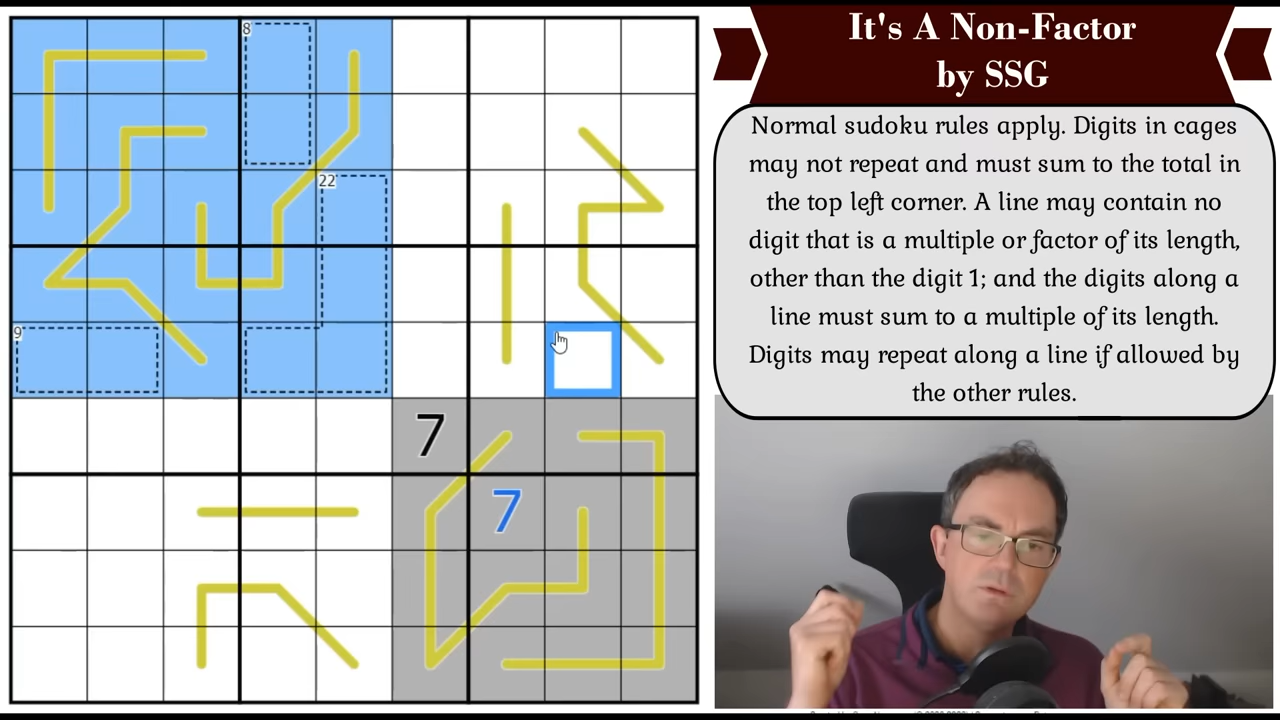 It's A Non-Factor
by SSG
Normal sudoku rules apply. Digits in cages
may not repeat and must sum to the total in
the top left corner. A line may contain no
digit that is a multiple or factor of its length,
other than the digit 1; and the digits along a
line must sum to a multiple of its length.
Digits may repeat along a line if allowed by
the other rules.
8
22
9
7
7